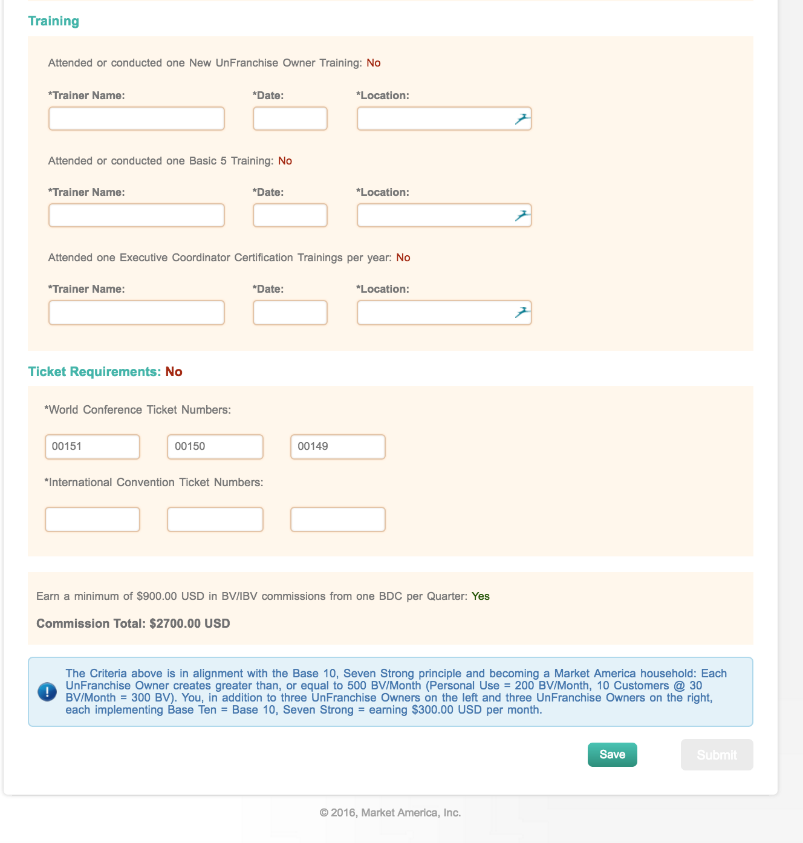 Training
Attended or conducted one New UnFranchise Owner Training: No
*Trainer Name: *Date: *Location:
Attended or conducted one Basic 5 Training: No
*Trainer Name: *Date: *Location:
Attended one Executive Coordinator Certification Trainings per year: No
*Trainer Name: *Date: *Location:
Ticket Requirements: No
*World Conference Ticket Numbers:
00151 00150 00149
*International Convention Ticket Numbers:
Earn a minimum of $900.00 USD in BV/IBV commissions from one BDC per Quarter: Yes
Commission Total: $2700.00 USD
The Criteria above is in alignment with the Base 10, Seven Strong principle and becoming a Market America household: Each
UnFranchise Owner creates greater than, or equal to 500 BV/Month (Personal Use = 200 BV/Month, 10 Customers @ 30
BV/Month = 300 BV). You, in addition to three UnFranchise Owners on the left and three UnFranchise Owners on the right,
each implementing Base Ten = Base 10, Seven Strong = earning $300.00 USD per month.
Save Submit
© 2016, Market America, Inc.